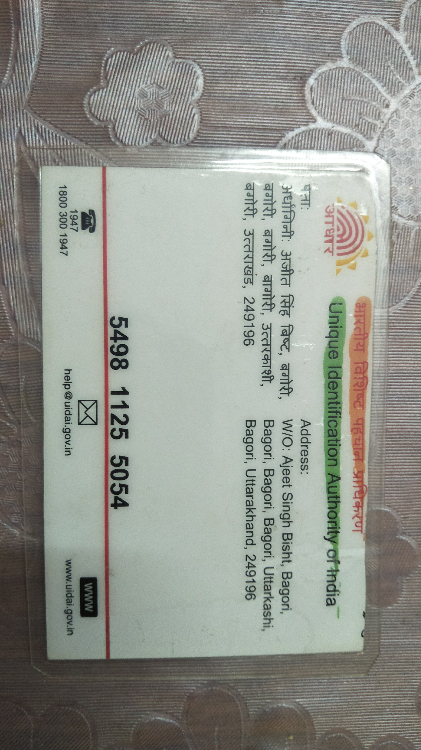 भारतीय विशिष्ट पहचान प्राधिकरण
Unique Identification Authority of India
आधार
पता:
अर्धांगिनी: अजीत सिंह बिष्ट, बगोरी,
बगोरी, बगोरी, बागोरी, उत्तरकाशी,
बगोरी, उत्तराखंड, 249196
Address:
W/O: Ajeet Singh Bisht, Bagori,
Bagori, Bagori, Bagori, Uttarkashi,
Bagori, Uttarakhand, 249196
5498 1125 5054
1947
1800 300 1947
help@uidai.gov.in
www
www.uidai.gov.in